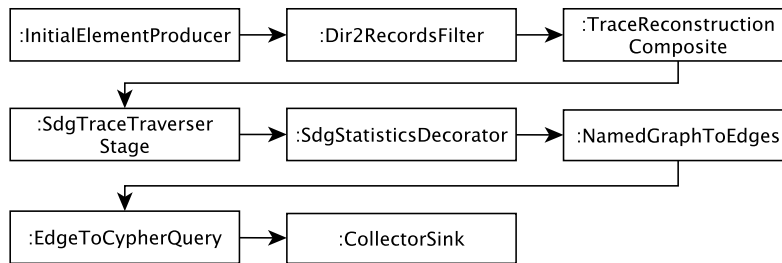 :InitialElementProducer
:Dir2RecordsFilter
:TraceReconstruction
Composite
:SdgTraceTraverser
Stage
:SdgStatisticsDecorator
:NamedGraphToEdges
:EdgeToCypherQuery
:CollectorSink